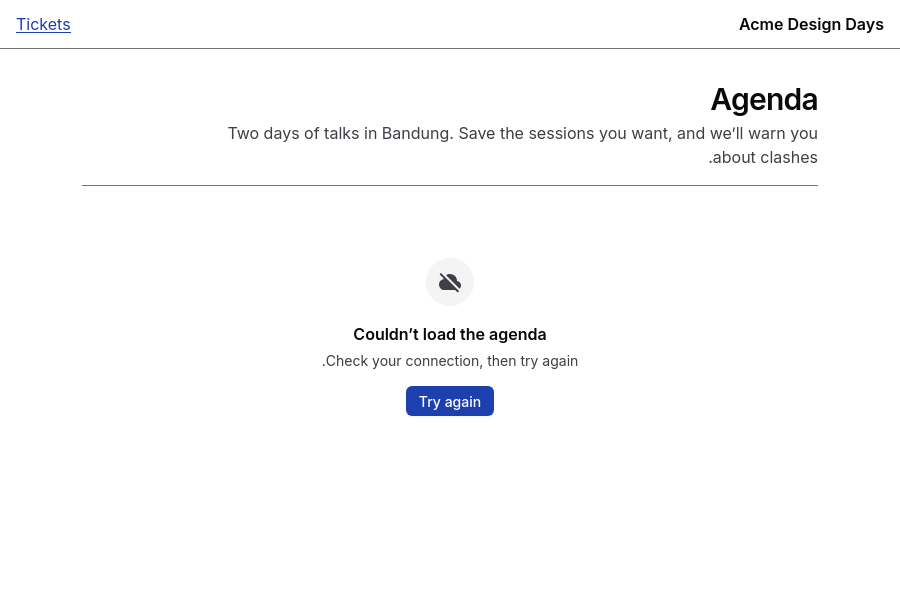 Acme Design Days
Tickets
Agenda
Two days of talks in Bandung. Save the sessions you want, and we’ll warn you
.about clashes
Couldn’t load the agenda
.Check your connection, then try again
Try again